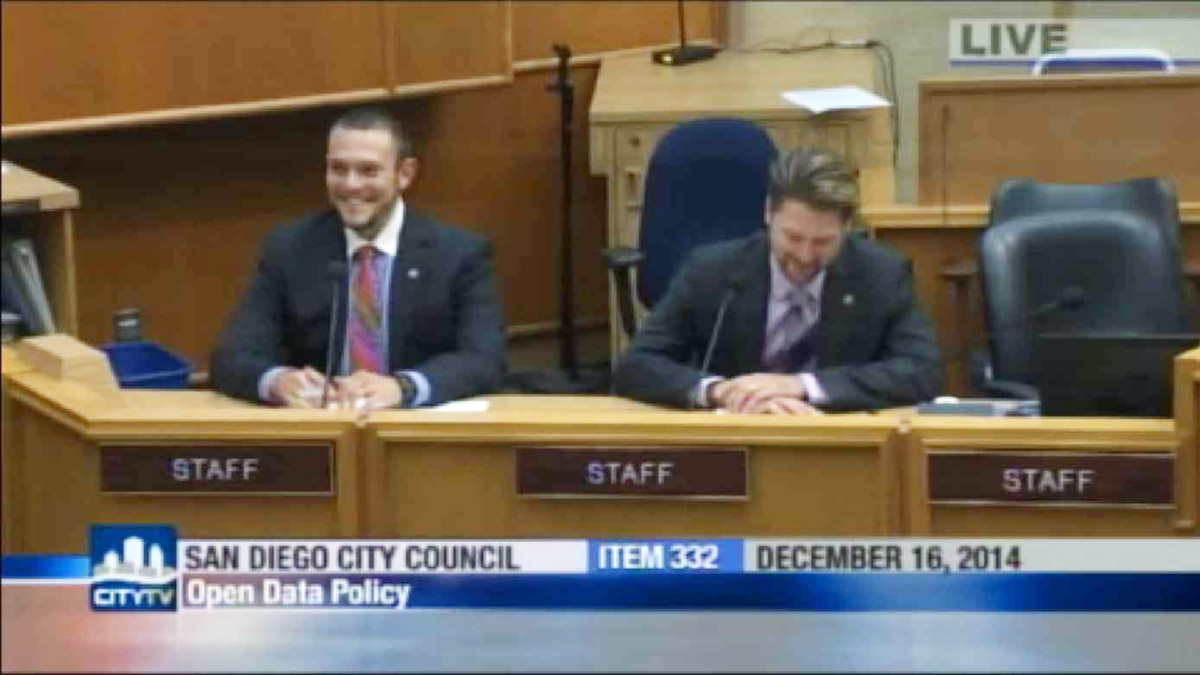 LIVE
STAFF
STAFF
STAFF
SAN DIEGO CITY COUNCIL ITEM 332 DECEMBER 16, 2014
CITYTV Open Data Policy